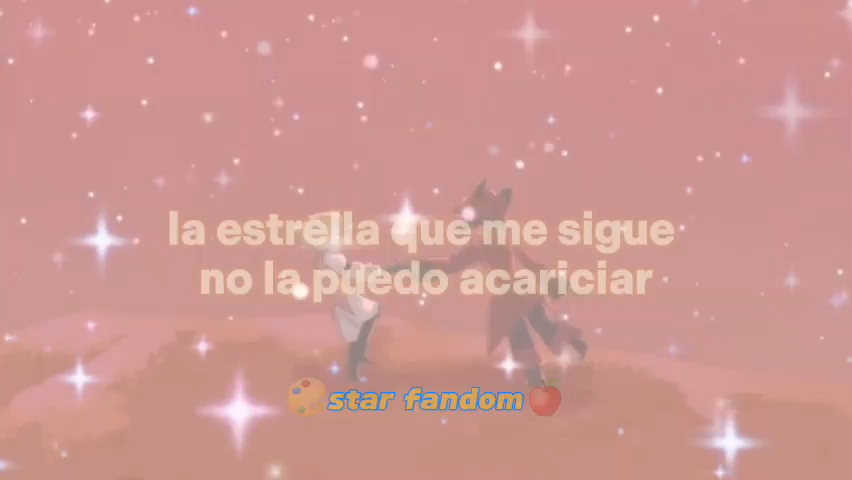 la estrella que me sigue
no la puedo acariciar
🎨star fandom🍎